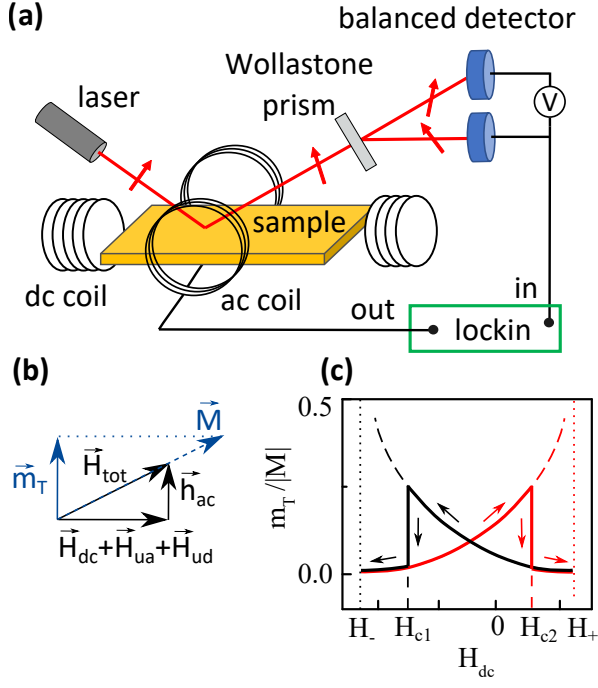 (a)
balanced detector
Wollastone
prism
laser
V
sample
dc coil
ac coil
out
in
lockin
(b)
M
H_tot
m_T
h_ac
H_dc+H_ua+H_ud
(c)
m_T/|M|
0.5
0.0
H_- H_c1 0 H_c2 H_+
H_dc